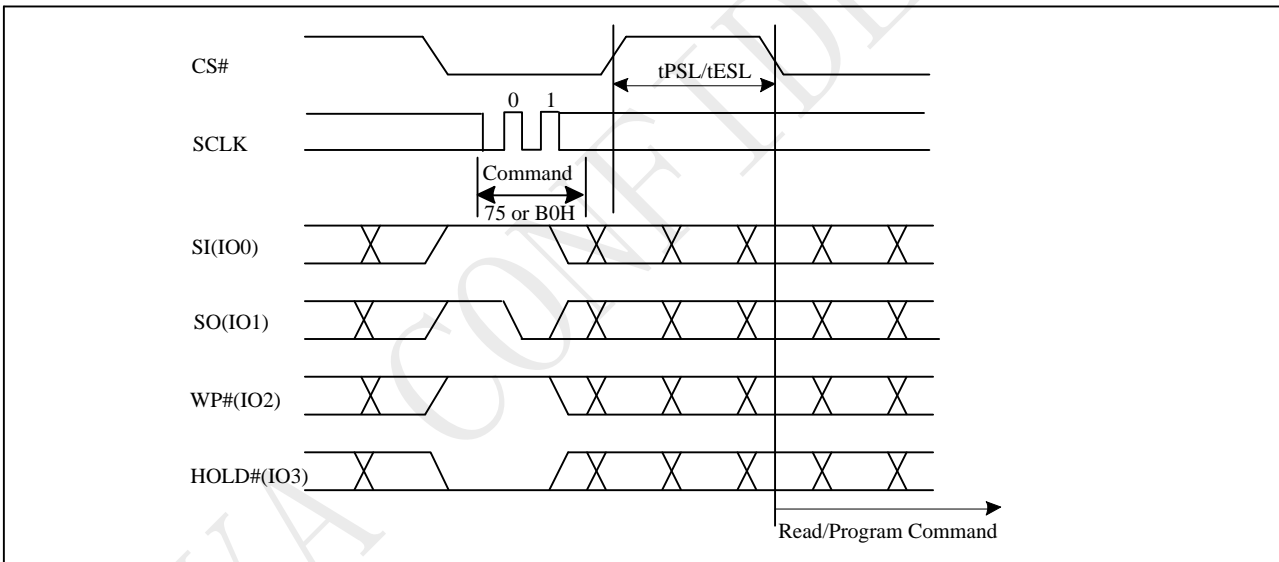 CS#
tPSL/tESL
0 1
SCLK
Command
75 or B0H
SI(IO0)
SO(IO1)
WP#(IO2)
HOLD#(IO3)
Read/Program Command